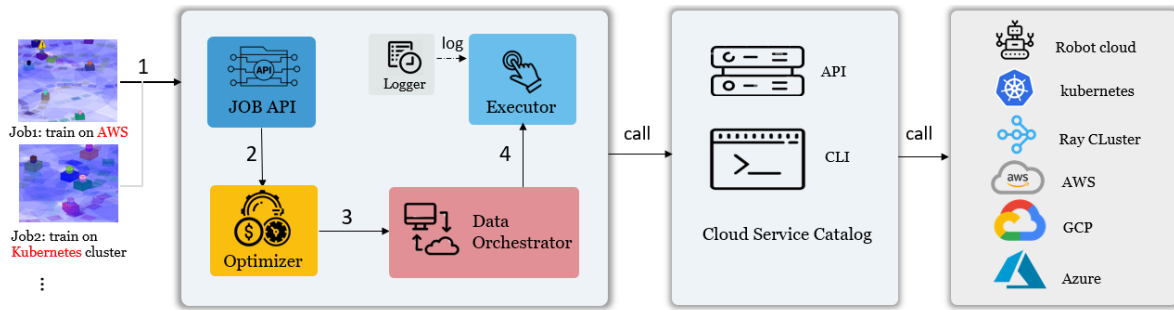 1
Job1: train on AWS
Job2: train on
Kubernetes cluster
⋮
API
JOB API
2
$
Optimizer
3
Logger
log
Executor
4
Data
Orchestrator
call
API
CLI
Cloud Service Catalog
call
Robot cloud
kubernetes
Ray CLuster
aws
AWS
GCP
Azure